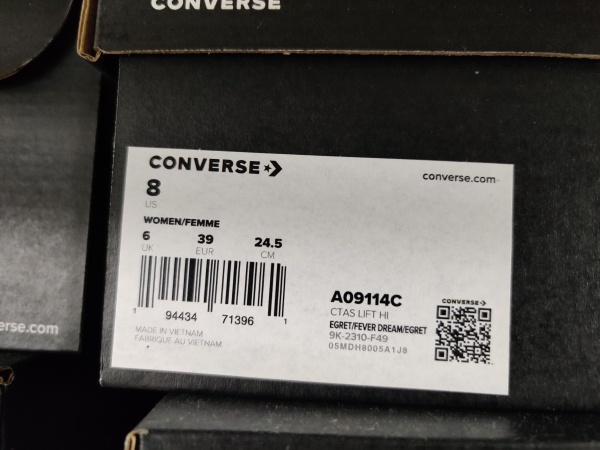 CONVERSE
CONVERSE
converse.com
8
US
WOMEN/FEMME
6 39 24.5
UK EUR CM
1 94434 71396 1
A09114C
CTAS LIFT HI
EGRET/FEVER DREAM/EGRET
9K-2310-F49
05MDH8005A1J8
CONVERSE
MADE IN VIETNAM
FABRIQUÉ AU VIETNAM
erse.com